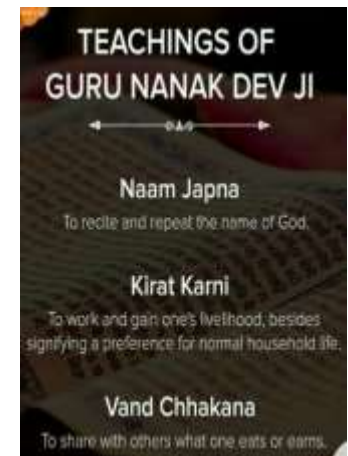 TEACHINGS OF
GURU NANAK DEV JI
Naam Japna
To recite and repeat the name of God.
Kirat Karni
To work and gain one's livelihood, besides
signifying a preference for normal household life.
Vand Chhakana
To share with others what one eats or earns.